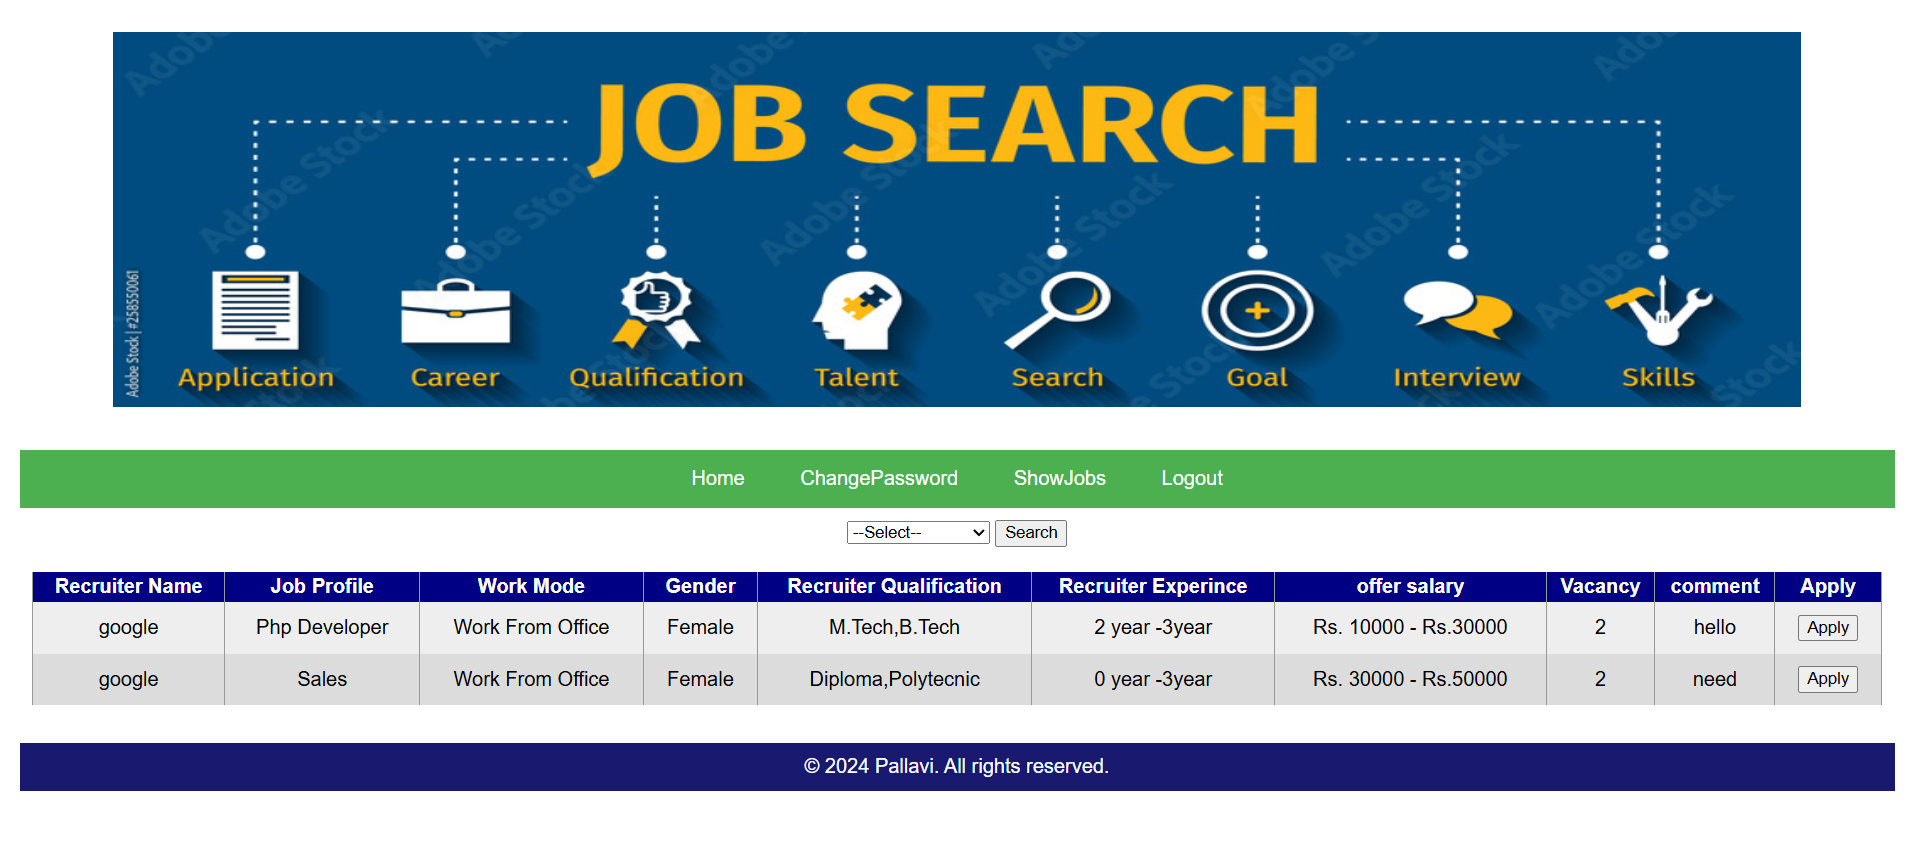 JOB SEARCH
Adobe Stock | #258550061
Application Career Qualification Talent Search Goal Interview Skills
Home ChangePassword ShowJobs Logout
--Select-- Search
Recruiter Name Job Profile Work Mode Gender Recruiter Qualification Recruiter Experince offer salary Vacancy comment Apply
google Php Developer Work From Office Female M.Tech,B.Tech 2 year -3year Rs. 10000 - Rs.30000 2 hello Apply
google Sales Work From Office Female Diploma,Polytecnic 0 year -3year Rs. 30000 - Rs.50000 2 need Apply
© 2024 Pallavi. All rights reserved.